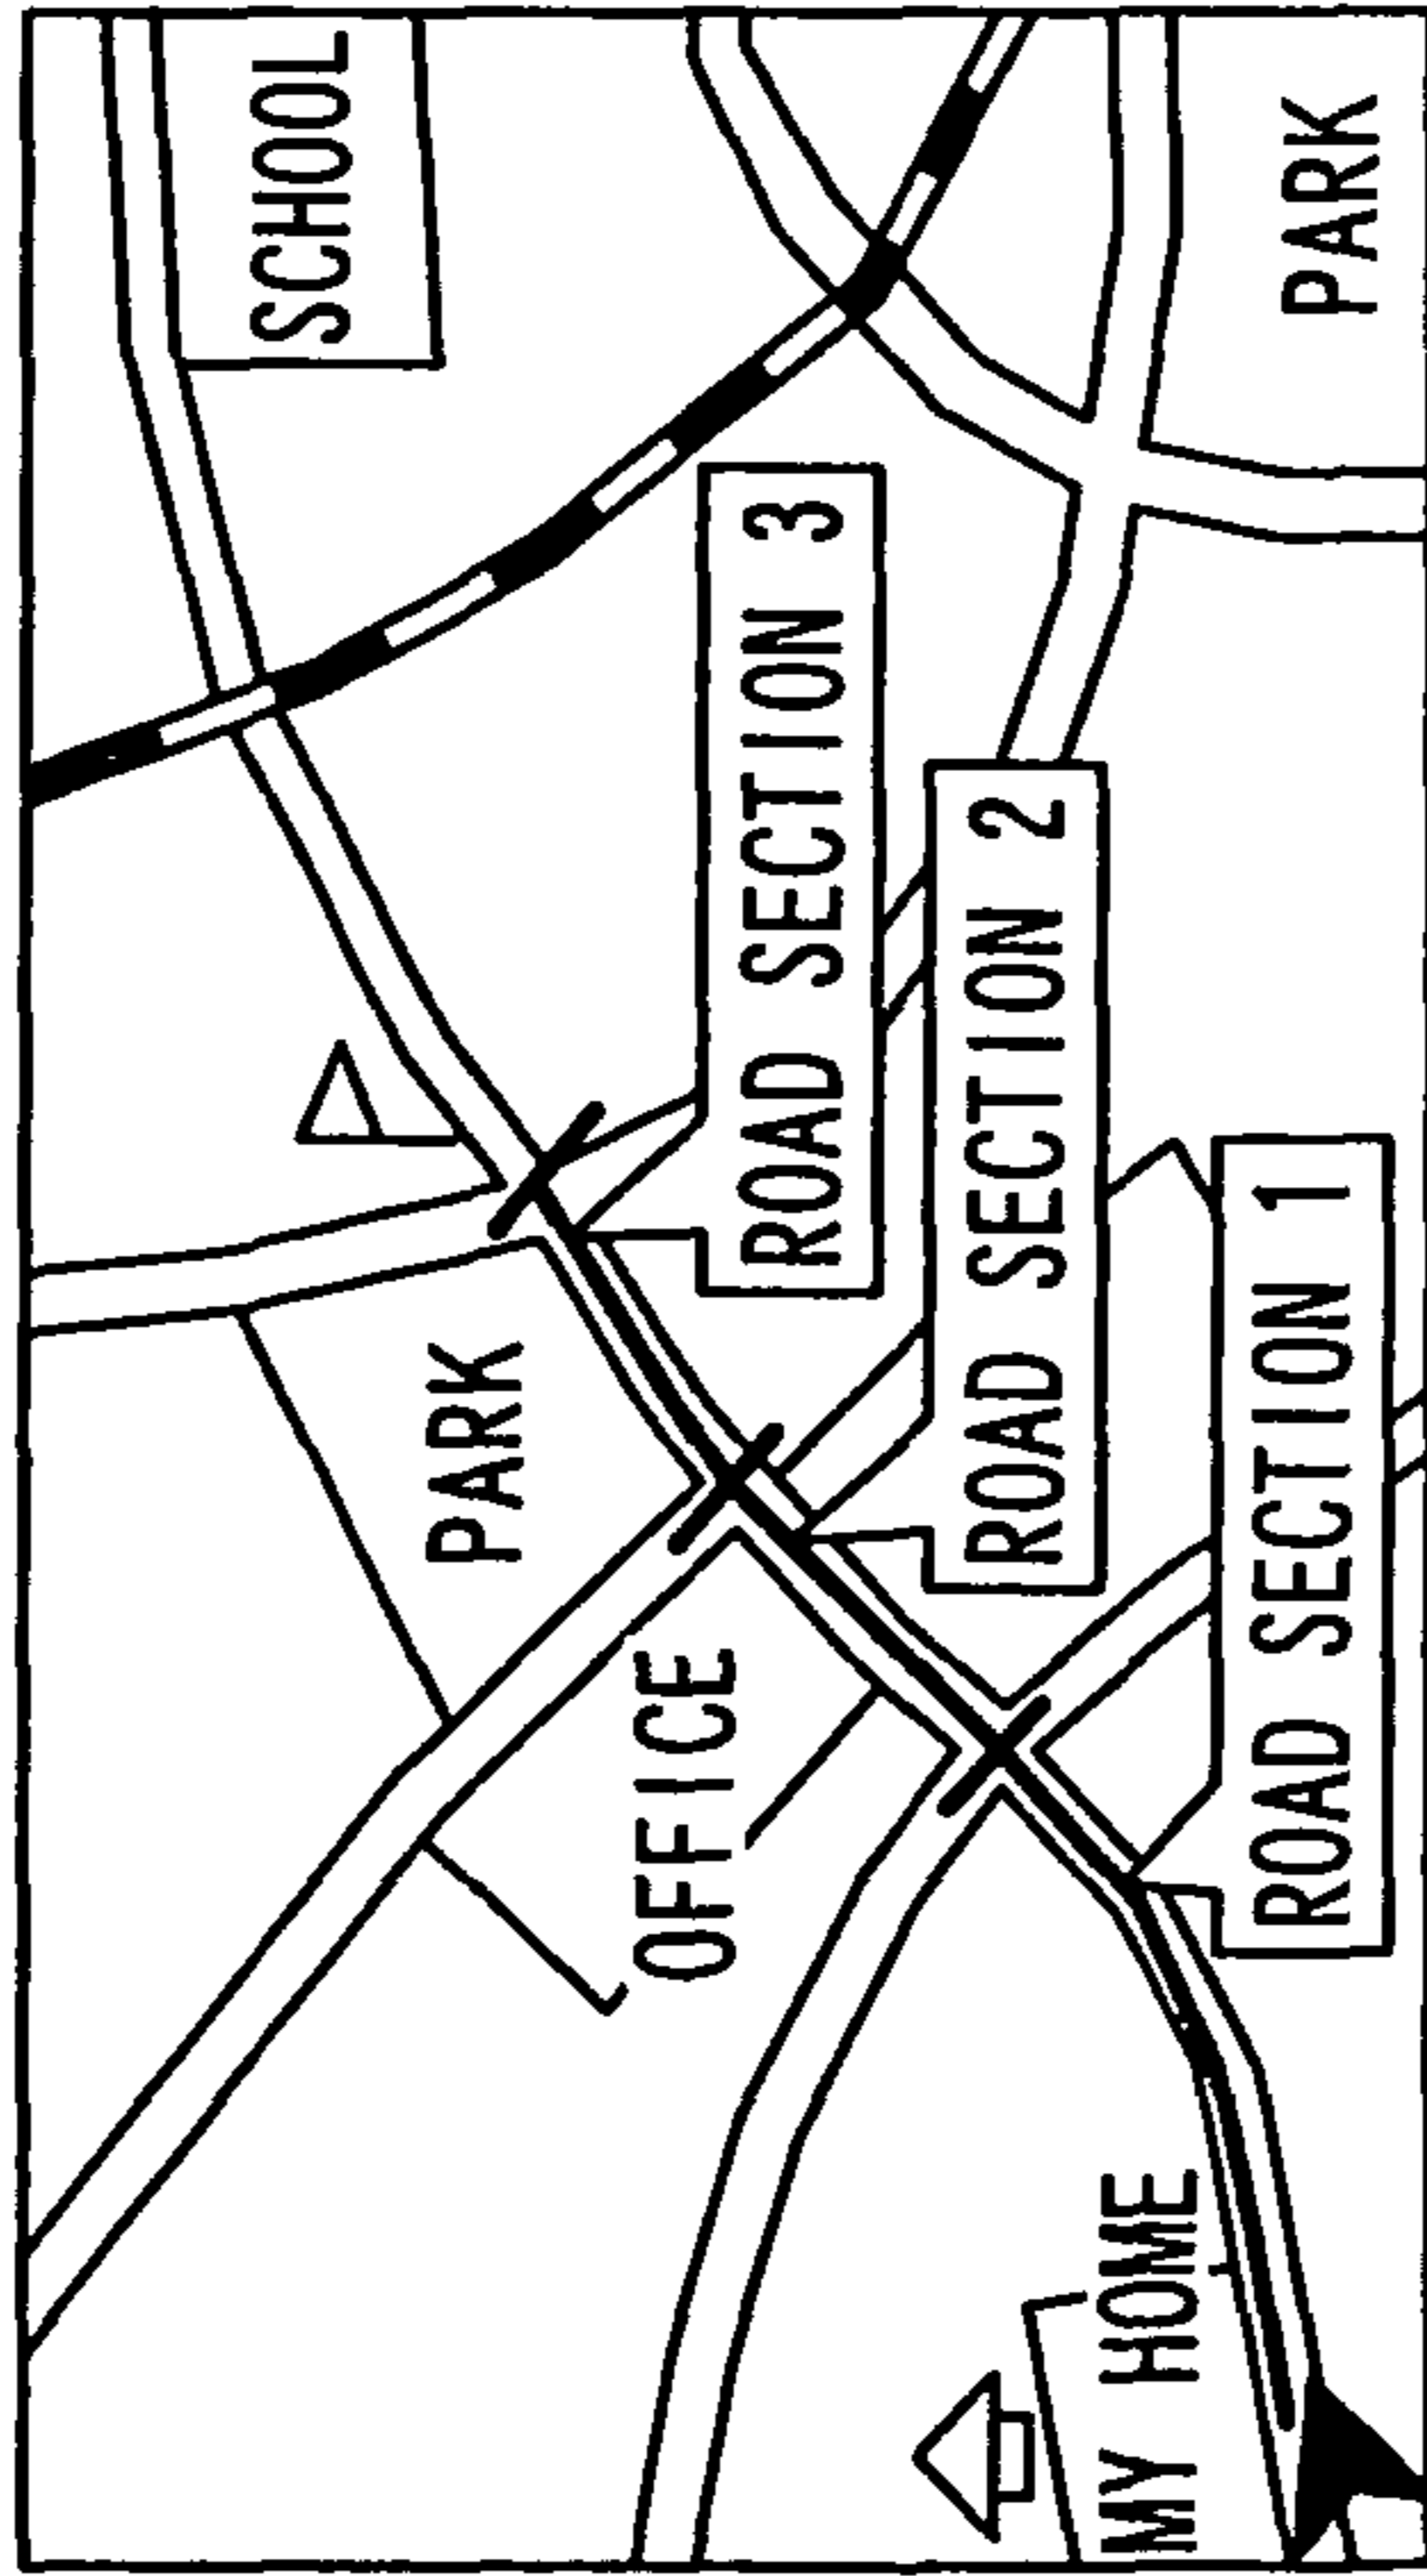 SCHOOL
PARK
ROAD SECTION 3
PARK
ROAD SECTION 2
OFFICE
ROAD SECTION 1
MY HOME